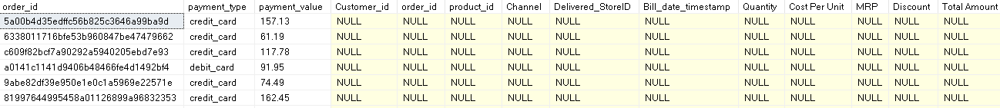 order_id payment_type payment_value Customer_id order_id product_id Channel Delivered_StoreID Bill_date_timestamp Quantity Cost Per Unit MRP Discount Total Amount
5a00b4d35edffc56b825c3646a99ba9d credit_card 157.13 NULL NULL NULL NULL NULL NULL NULL NULL NULL NULL NULL
6338011716bfe53b960847be47479662 credit_card 61.19 NULL NULL NULL NULL NULL NULL NULL NULL NULL NULL NULL
c609f82bcf7a90292a5940205ebd7e93 credit_card 117.78 NULL NULL NULL NULL NULL NULL NULL NULL NULL NULL NULL
a0141c1141d9406b48466fe4d1492bf4 debit_card 91.95 NULL NULL NULL NULL NULL NULL NULL NULL NULL NULL NULL
9abe82df39e950e1e0c1a5969e22571e credit_card 74.49 NULL NULL NULL NULL NULL NULL NULL NULL NULL NULL NULL
81997644995458a01126899a96832353 credit_card 162.45 NULL NULL NULL NULL NULL NULL NULL NULL NULL NULL NULL